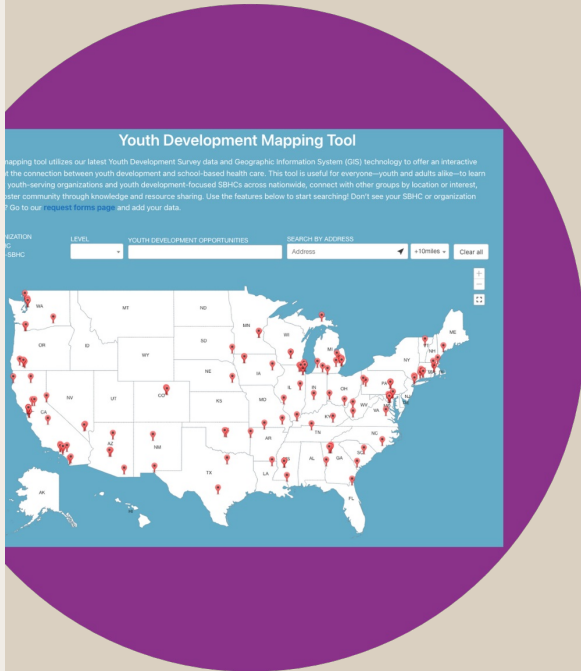 Youth Development Mapping Tool
mapping tool utilizes our latest Youth Development Survey data and Geographic Information System (GIS) technology to offer an interactive
t the connection between youth development and school-based health care. This tool is useful for everyone—youth and adults alike—to learn
youth-serving organizations and youth development-focused SBHCs across nationwide, connect with other groups by location or interest,
oster community through knowledge and resource sharing. Use the features below to start searching! Don't see your SBHC or organization
? Go to our request forms page and add your data.
NIZATION
LEVEL YOUTH DEVELOPMENT OPPORTUNITIES SEARCH BY ADDRESS
-SBHC
Address +10miles Clear all
+
−
WA MT ND MN ME
OR ID SD WI MI NH
WY NY
NE IA
NV UT CO IL IN OH PA NJ
CA KS MO WV
KY VA
AZ NM AR TN NC
TX LA AL GA SC
AK FL
HI